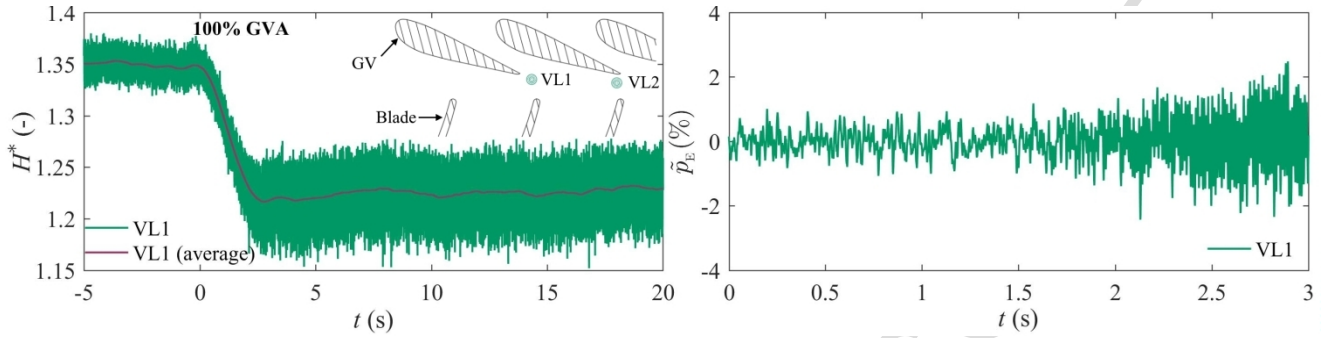 1.4
1.35
1.3
1.25
1.2
1.15
H* (-)
100% GVA
GV
VL1
VL2
Blade
VL1
VL1 (average)
-5
0
5
10
15
20
t (s)
4
2
0
-2
-4
p̃E (%)
VL1
0
0.5
1
1.5
2
2.5
3
t (s)